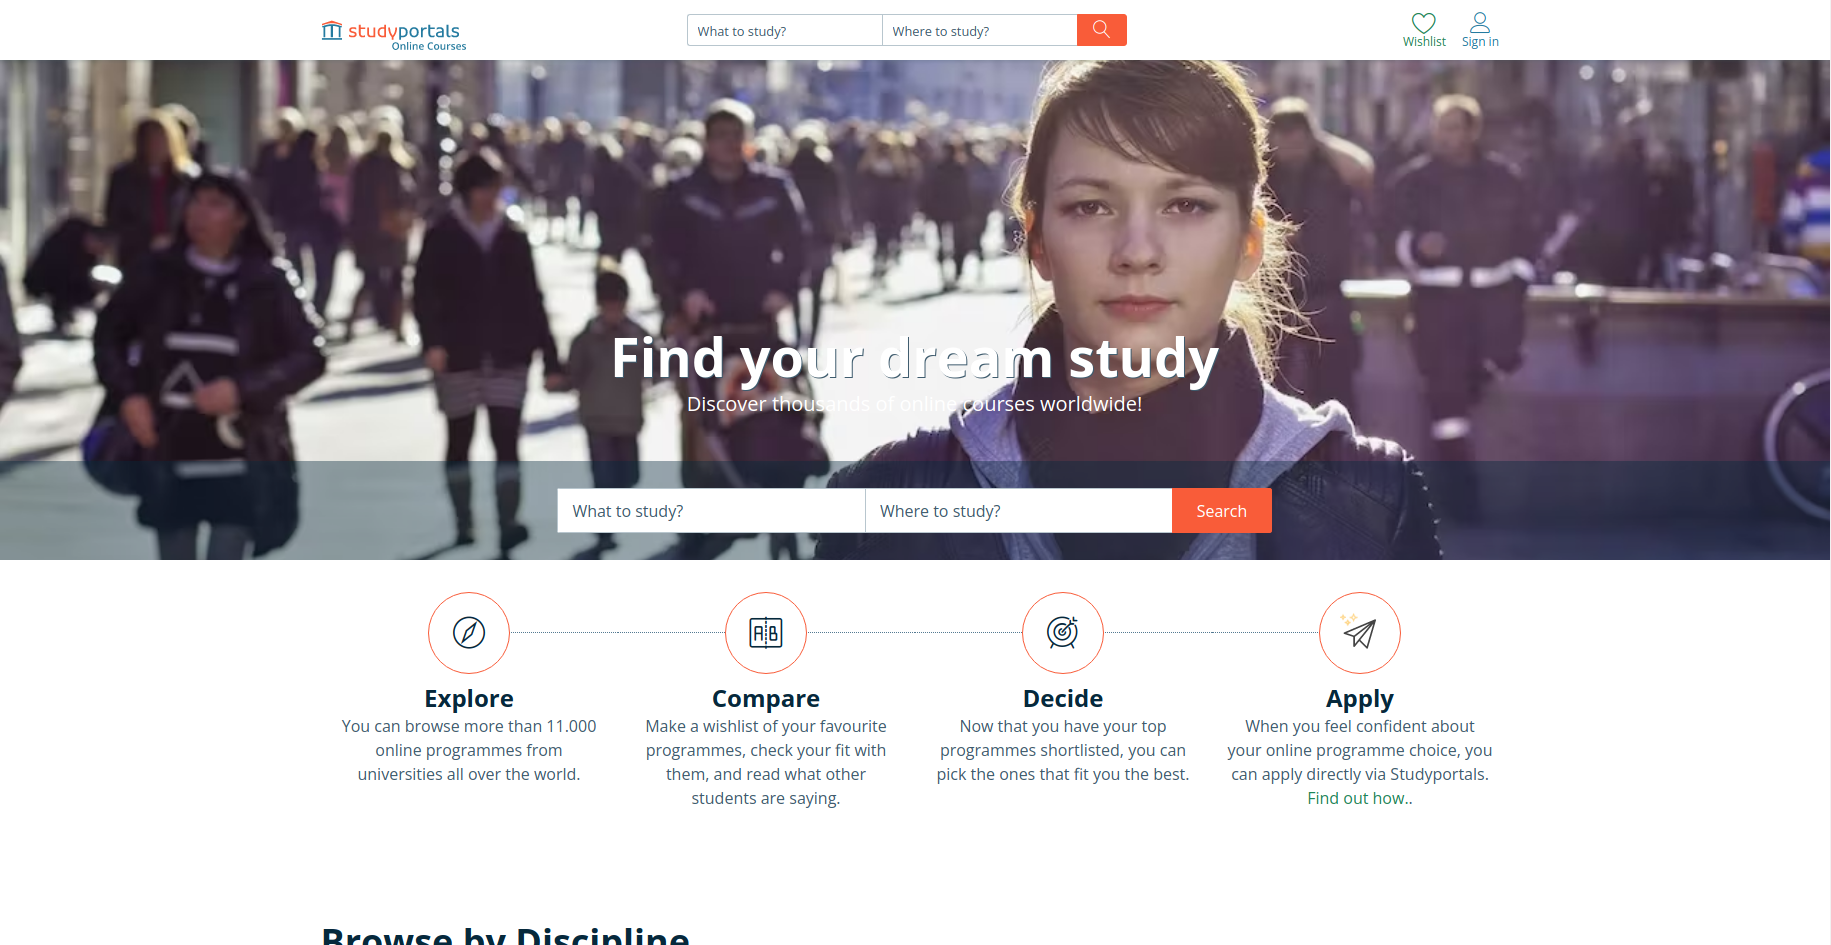 studyportals
Online Courses
What to study?
Where to study?
Wishlist
Sign in
Find your dream study
Discover thousands of online courses worldwide!
What to study?
Where to study?
Search
A B
Explore
You can browse more than 11.000
online programmes from
universities all over the world.
Compare
Make a wishlist of your favourite
programmes, check your fit with
them, and read what other
students are saying.
Decide
Now that you have your top
programmes shortlisted, you can
pick the ones that fit you the best.
Apply
When you feel confident about
your online programme choice, you
can apply directly via Studyportals.
Find out how..
Browse by Discipline